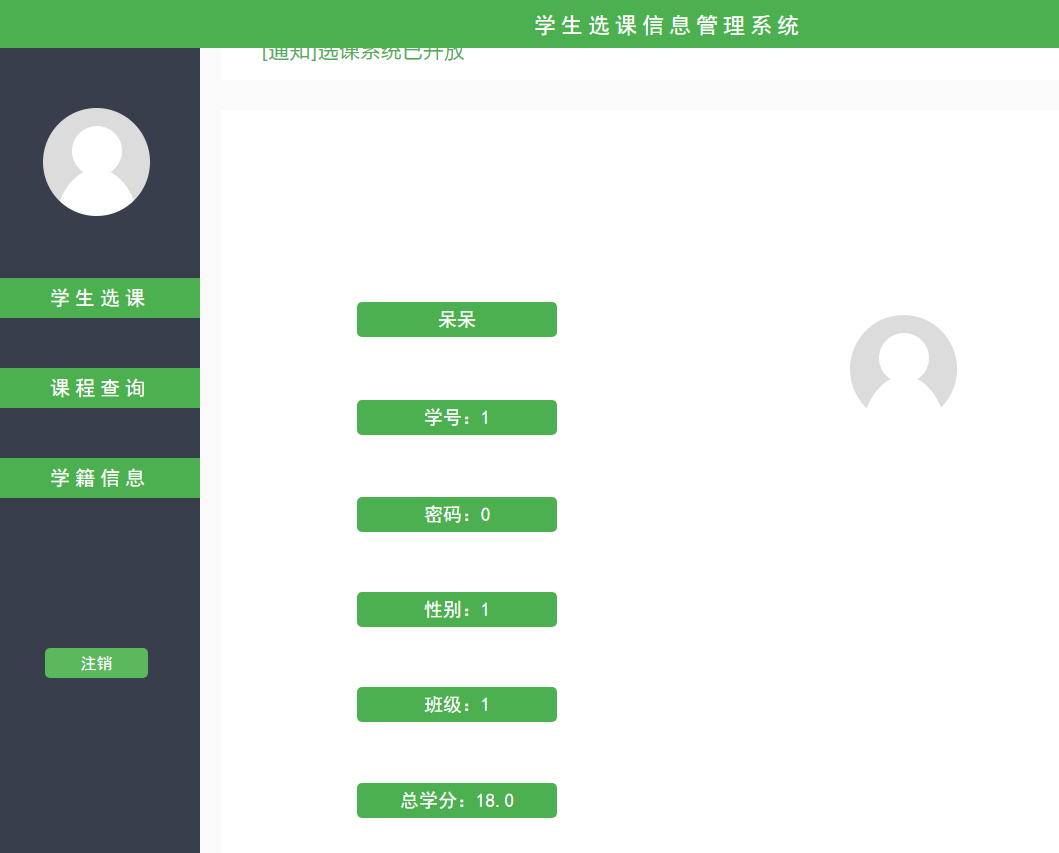 学生选课信息管理系统
[通知]选课系统已开放
学生选课
课程查询
学籍信息
注销
呆呆
学号：1
密码：0
性别：1
班级：1
总学分：18.0